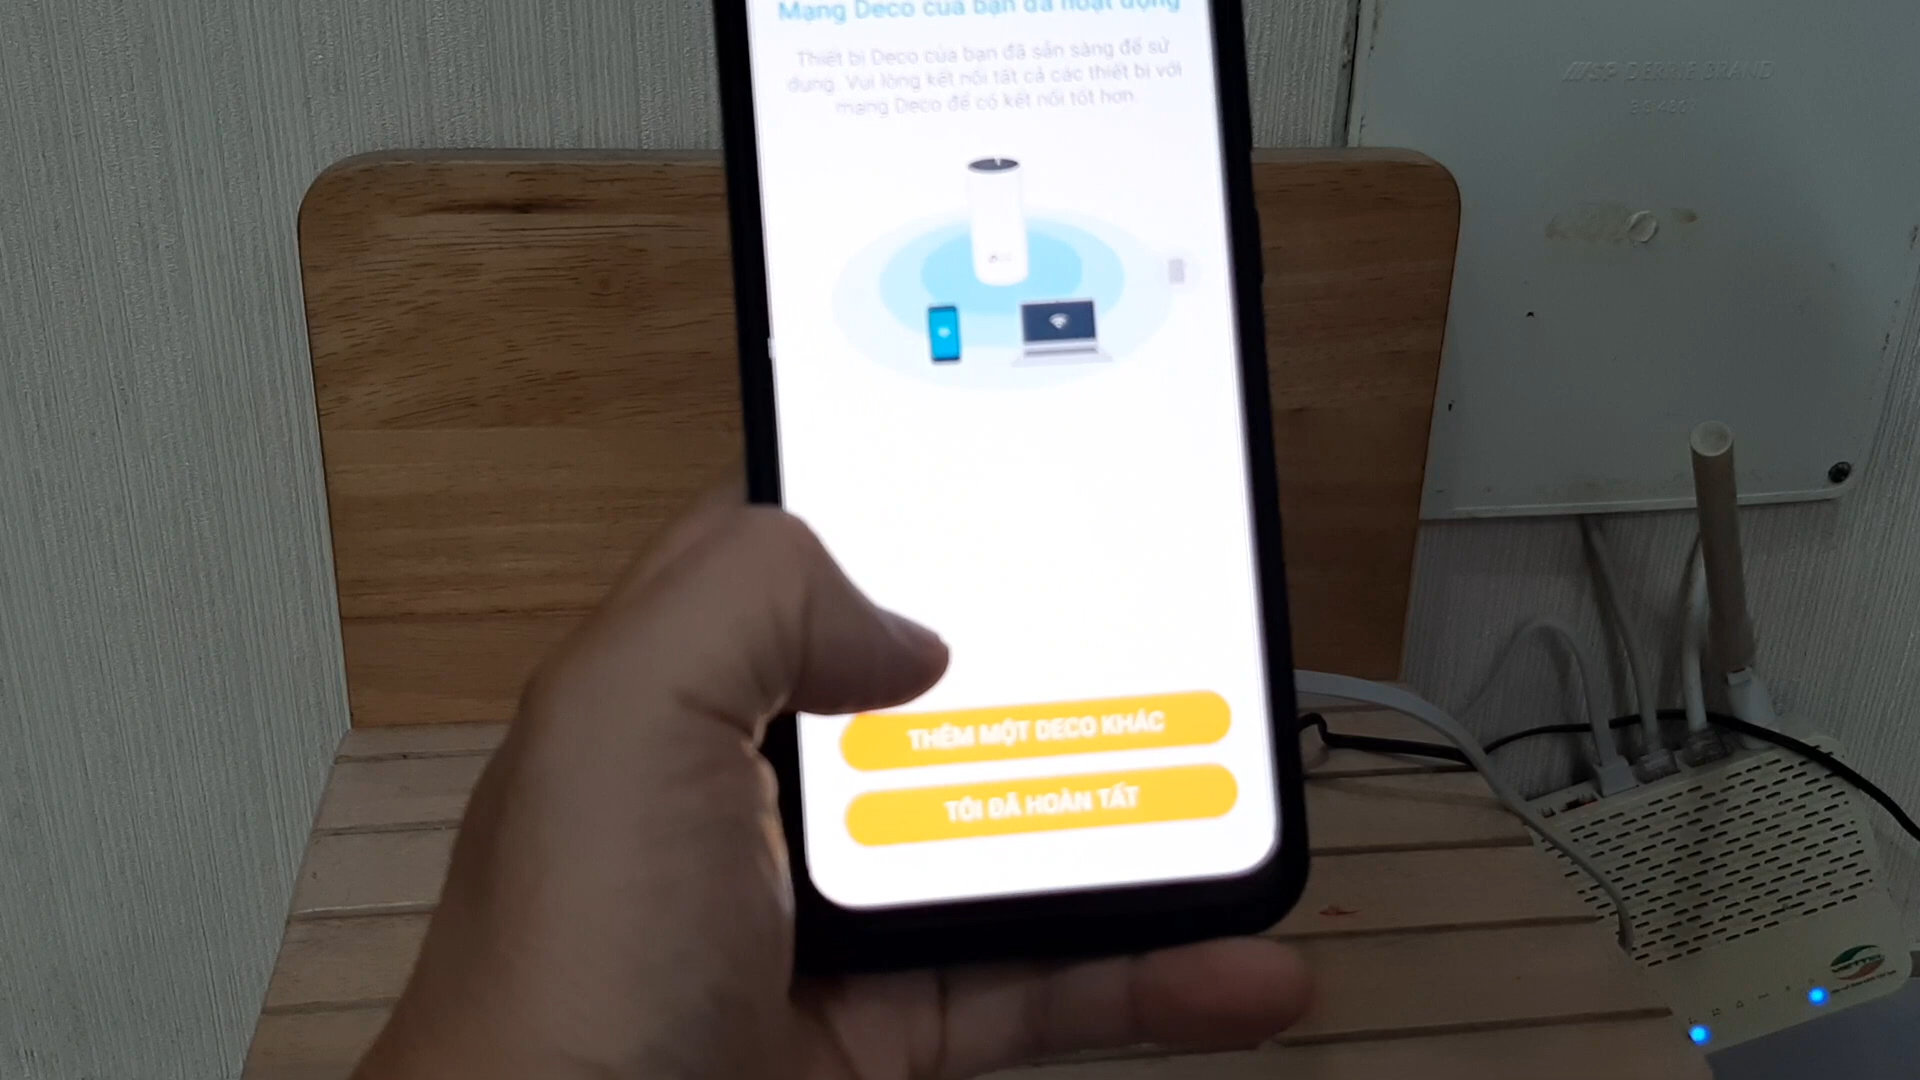 Mạng Deco của bạn đã hoạt động
Thiết bị Deco của bạn đã sẵn sàng để sử
dụng. Vui lòng kết nối tất cả các thiết bị với
mạng Deco để có kết nối tốt hơn.
THÊM MỘT DECO KHÁC
TÔI ĐÃ HOÀN TẤT
BRAND
VIETTEL